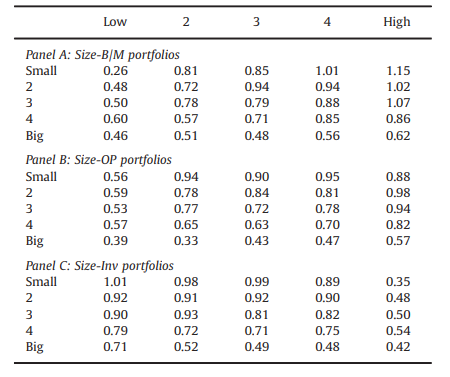 Low 2 3 4 High
Panel A: Size-B/M portfolios
Small 0.26 0.81 0.85 1.01 1.15
2 0.48 0.72 0.94 0.94 1.02
3 0.50 0.78 0.79 0.88 1.07
4 0.60 0.57 0.71 0.85 0.86
Big 0.46 0.51 0.48 0.56 0.62
Panel B: Size-OP portfolios
Small 0.56 0.94 0.90 0.95 0.88
2 0.59 0.78 0.84 0.81 0.98
3 0.53 0.77 0.72 0.78 0.94
4 0.57 0.65 0.63 0.70 0.82
Big 0.39 0.33 0.43 0.47 0.57
Panel C: Size-Inv portfolios
Small 1.01 0.98 0.99 0.89 0.35
2 0.92 0.91 0.92 0.90 0.48
3 0.90 0.93 0.81 0.82 0.50
4 0.79 0.72 0.71 0.75 0.54
Big 0.71 0.52 0.49 0.48 0.42